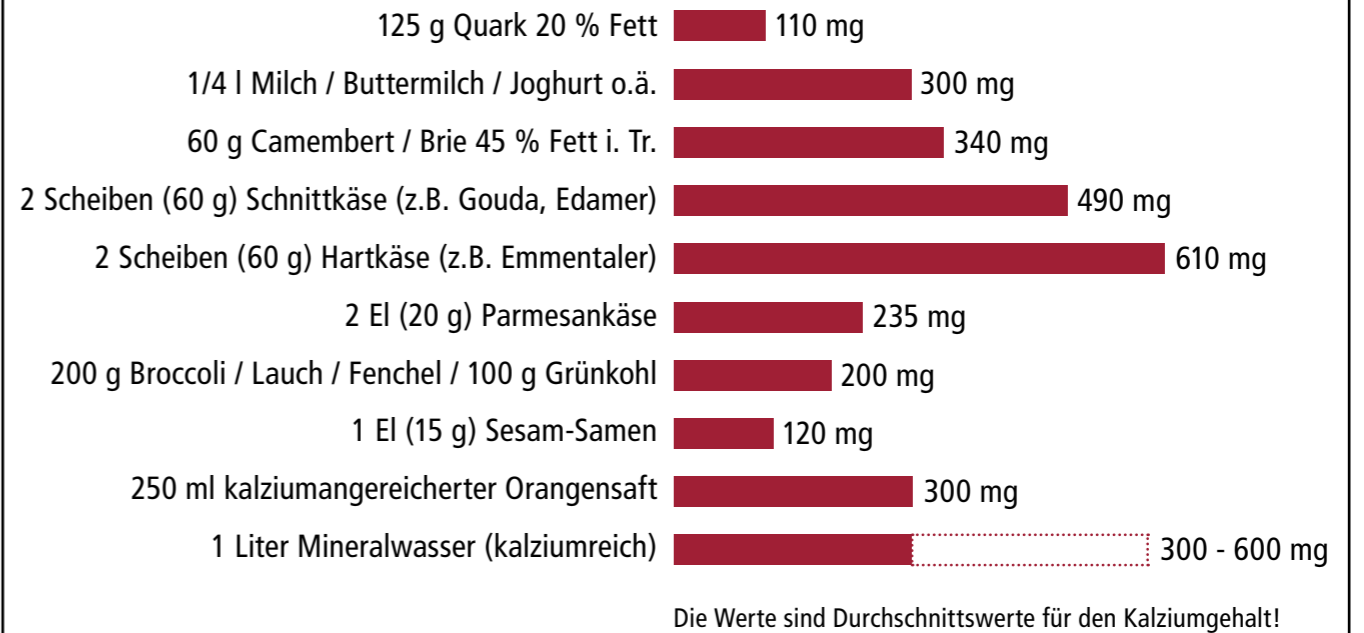 125 g Quark 20 % Fett 110 mg
1/4 l Milch / Buttermilch / Joghurt o.ä. 300 mg
60 g Camembert / Brie 45 % Fett i. Tr. 340 mg
2 Scheiben (60 g) Schnittkäse (z.B. Gouda, Edamer) 490 mg
2 Scheiben (60 g) Hartkäse (z.B. Emmentaler) 610 mg
2 El (20 g) Parmesankäse 235 mg
200 g Broccoli / Lauch / Fenchel / 100 g Grünkohl 200 mg
1 El (15 g) Sesam-Samen 120 mg
250 ml kalziumangereicherter Orangensaft 300 mg
1 Liter Mineralwasser (kalziumreich) 300 - 600 mg
Die Werte sind Durchschnittswerte für den Kalziumgehalt!